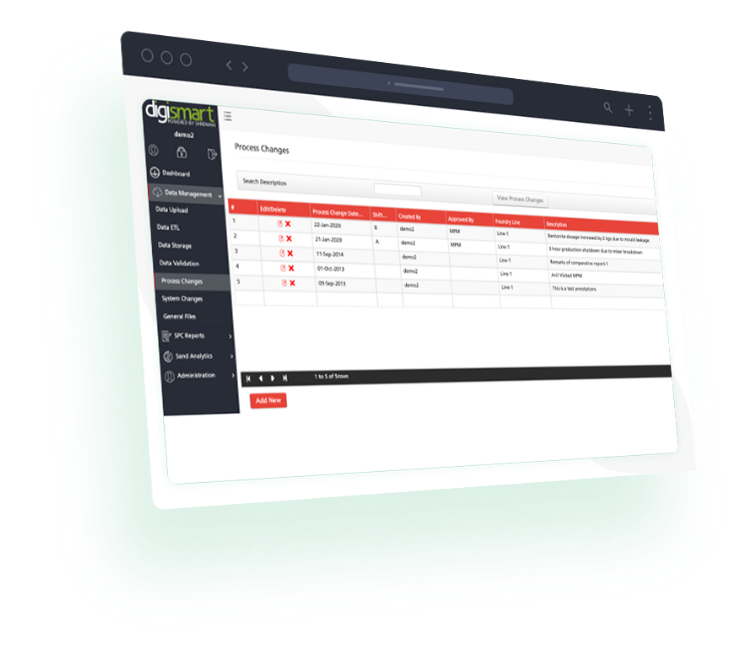 digismart
POWERED BY SANDMAN
demo2
Dashboard
Data Management
Data Upload
Data ETL
Data Storage
Data Validation
Process Changes
System Changes
General Files
SPC Reports
Sand Analytics
Administration
Process Changes
Search Description
View Process Changes
# Edit/Delete Process Change Date... Shift... Created By Approved By Foundry Line Description
1 22-Jan-2020 B demo2 MPM Line 1 Bentonite dosage increased by 2 kgs due to mould leakage
2 21-Jan-2020 A demo2 MPM Line 1 3 hour production shutdown due to mixer breakdown
3 11-Sep-2014 demo2 Line 1 Remarks of comparative report-1
4 01-Oct-2013 demo2 Line 1 Anil Visited MPM
5 09-Sep-2013 demo2 Line 1 This is a test annotations
1 to 5 of 5rows
Add New